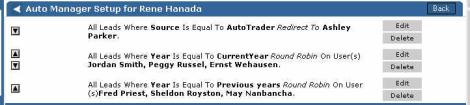 Auto Manager Setup for Rene Hanada
Back
All Leads Where Source Is Equal To AutoTrader Redirect To Ashley
Parker.
Edit
Delete
All Leads Where Year Is Equal To CurrentYear Round Robin On User(s)
Jordan Smith, Peggy Russel, Ernst Wehausen.
Edit
Delete
All Leads Where Year Is Equal To Previous years Round Robin On User
(s)Fred Priest, Sheldon Royston, May Nanbancha.
Edit
Delete